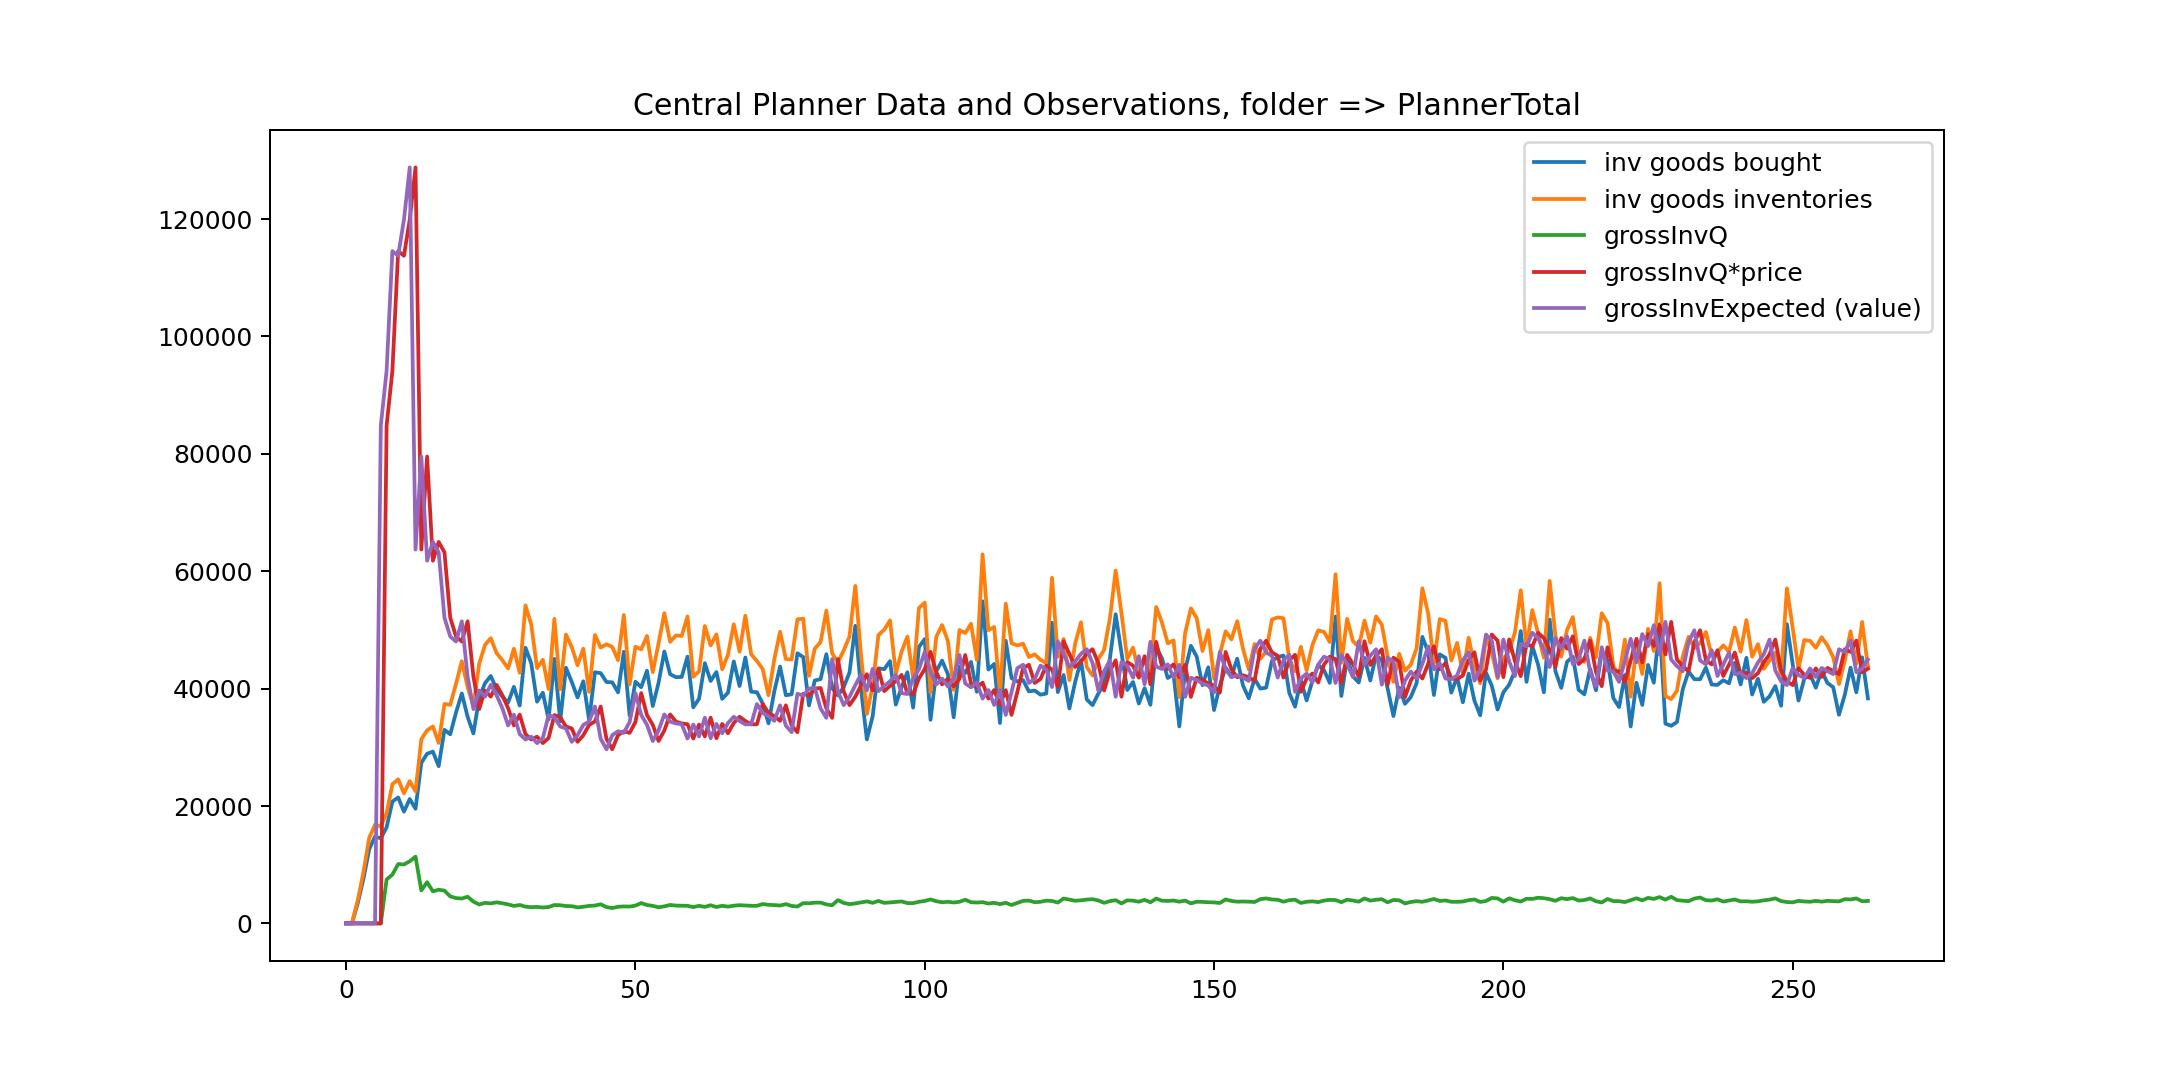 Central Planner Data and Observations, folder => PlannerTotal
inv goods bought
inv goods inventories
grossInvQ
grossInvQ*price
grossInvExpected (value)
120000
100000
80000
60000
40000
20000
0
0 50 100 150 200 250